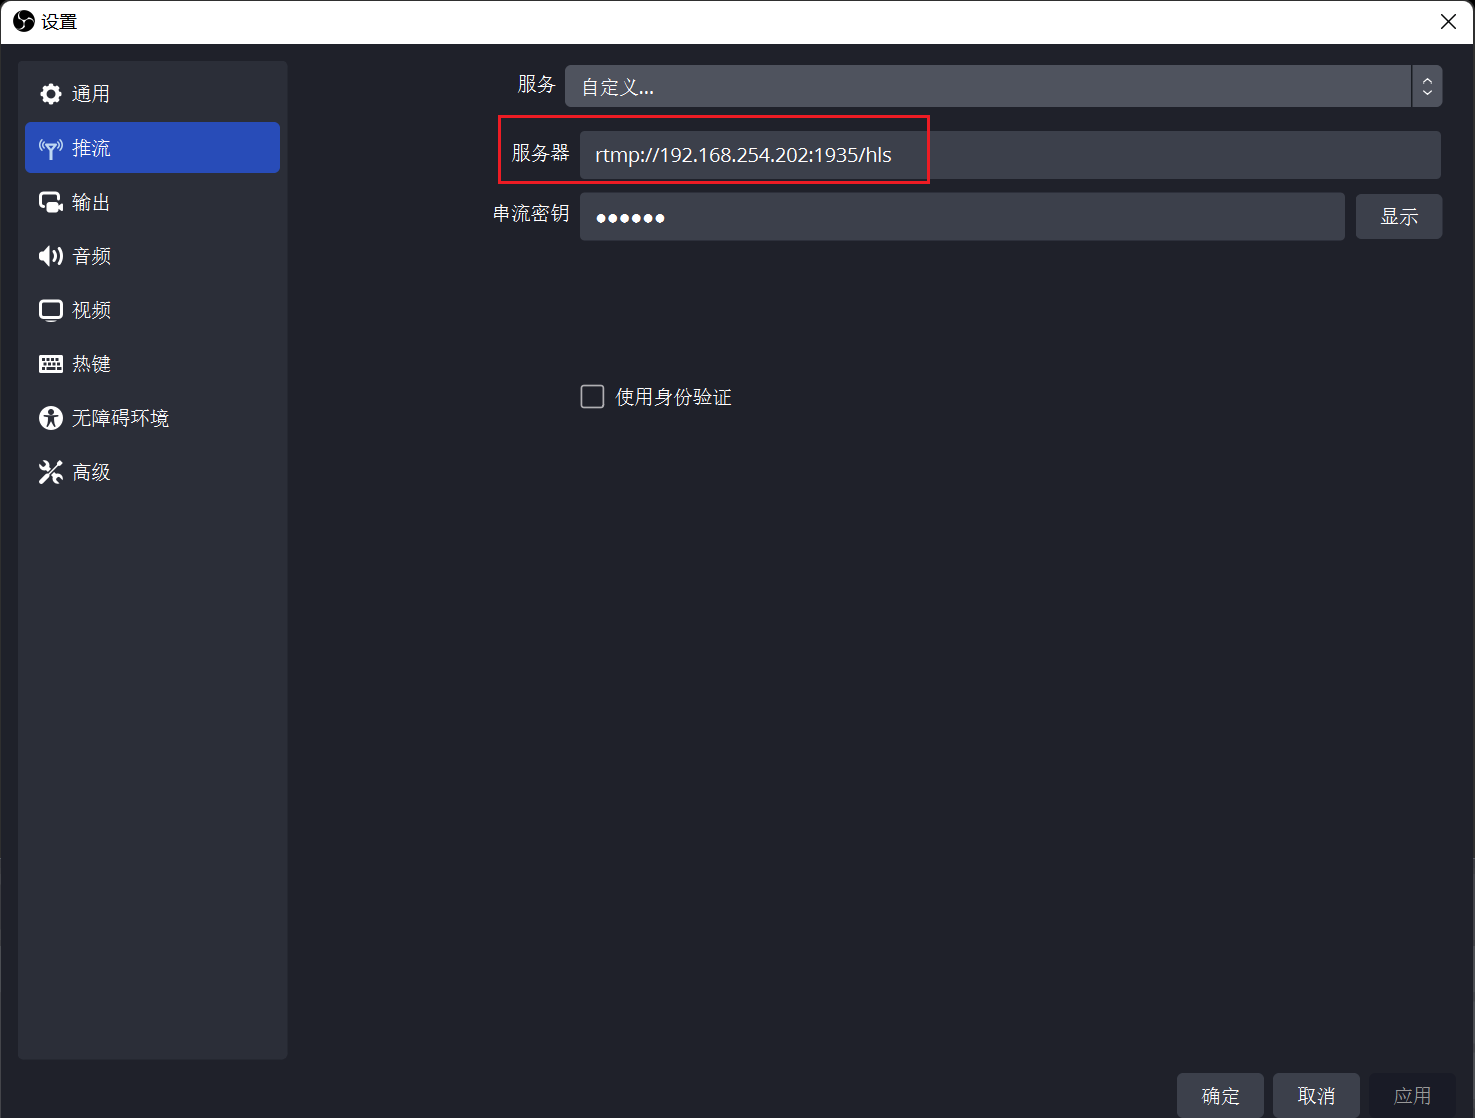 设置
通用
推流
输出
音频
视频
热键
无障碍环境
高级
服务 自定义...
服务器 rtmp://192.168.254.202:1935/hls
串流密钥 ●●●●●● 显示
使用身份验证
确定 取消 应用